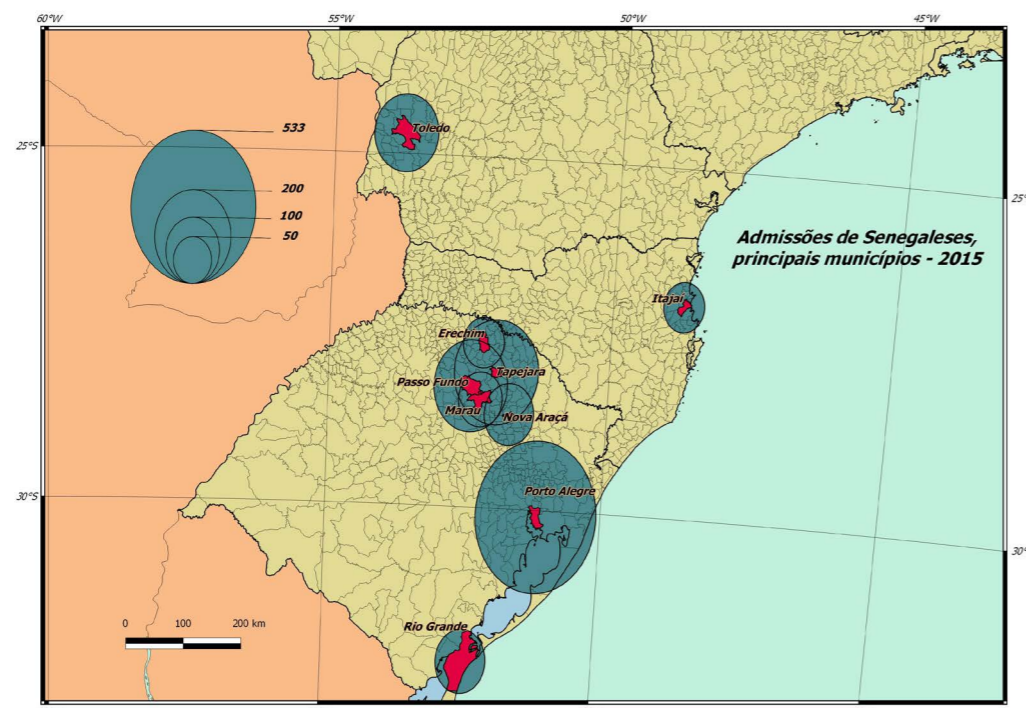 60°W
55°W
50°W
45°W
533
200
100
50
25°S
25°
Toledo
Admissões de Senegaleses,
principais municípios - 2015
Itajaí
Erechim
Tapejara
Passo Fundo
Marau
Nova Araçá
Porto Alegre
30°S
30°
Rio Grande
0 100 200 km